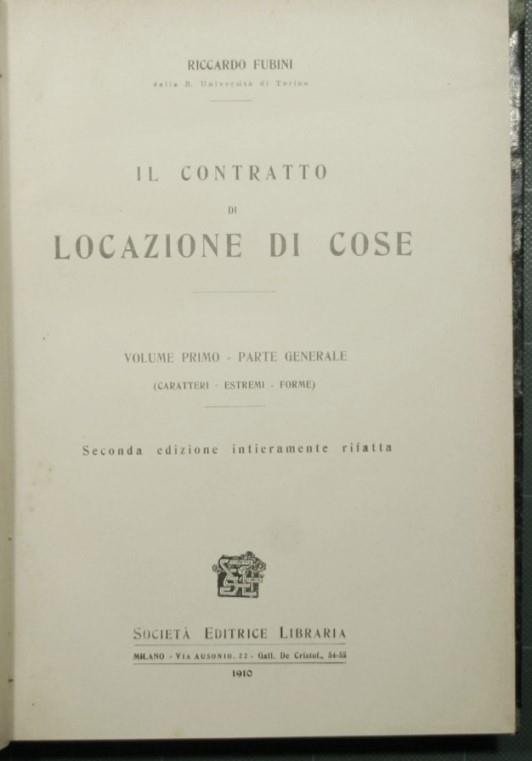 RICCARDO FUBINI
della R. Università di Torino
IL CONTRATTO
DI
LOCAZIONE DI COSE
VOLUME PRIMO - PARTE GENERALE
(CARATTERI - ESTREMI - FORME)
Seconda edizione intieramente rifatta
SOCIETÀ EDITRICE LIBRARIA
MILANO - VIA AUSONIO, 22 - Gall. De Cristof., 54-55
1910